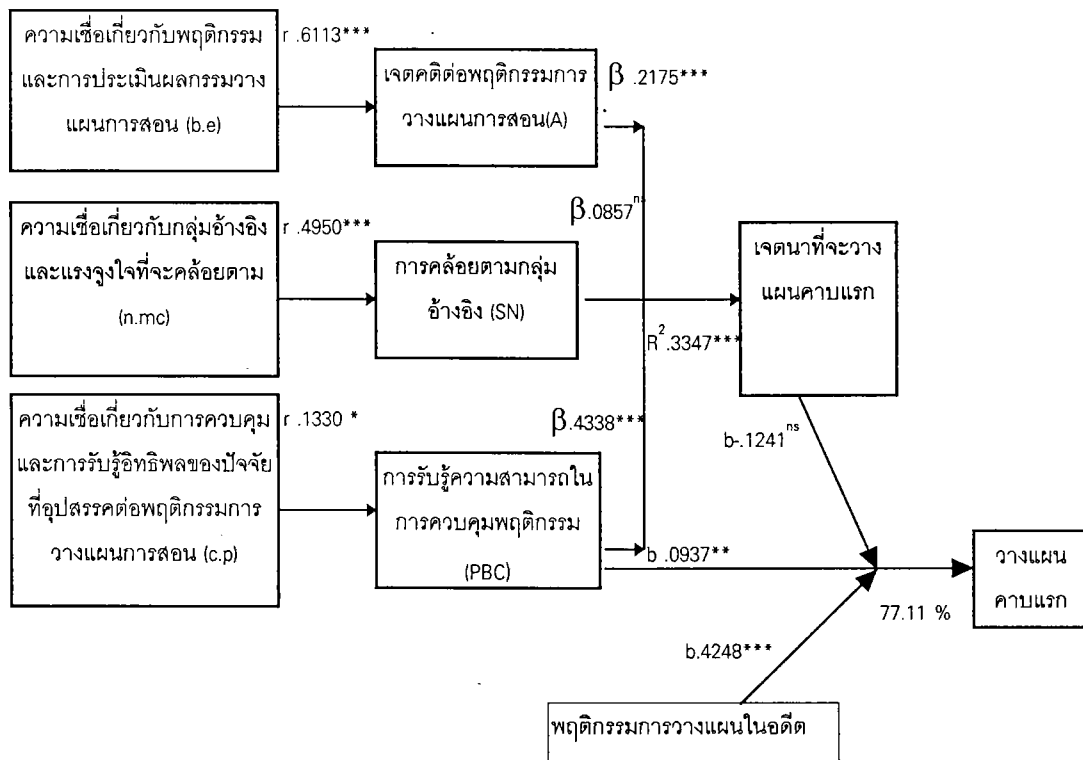 ความเชื่อเกี่ยวกับพฤติกรรม
และการประเมินผลกรรมวาง
แผนการสอน (b.e)
r .6113***
เจตคติต่อพฤติกรรมการ
วางแผนการสอน(A)
β .2175***
ความเชื่อเกี่ยวกับกลุ่มอ้างอิง
และแรงจูงใจที่จะคล้อยตาม
(n.mc)
r .4950***
การคล้อยตามกลุ่ม
อ้างอิง (SN)
β.0857ns
R2.3347***
เจตนาที่จะวาง
แผนคาบแรก
ความเชื่อเกี่ยวกับการควบคุม
และการรับรู้อิทธิพลของปัจจัย
ที่อุปสรรคต่อพฤติกรรมการ
วางแผนการสอน (c.p)
r .1330 *
การรับรู้ความสามารถใน
การควบคุมพฤติกรรม
(PBC)
β.4338***
b-.1241ns
b .0937**
77.11 %
วางแผน
คาบแรก
b.4248***
พฤติกรรมการวางแผนในอดีต